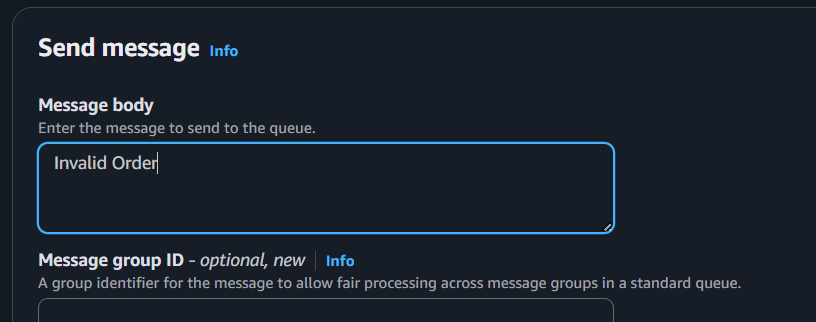 Send message Info
Message body
Enter the message to send to the queue.
Invalid Order
Message group ID - optional, new Info
A group identifier for the message to allow fair processing across message groups in a standard queue.